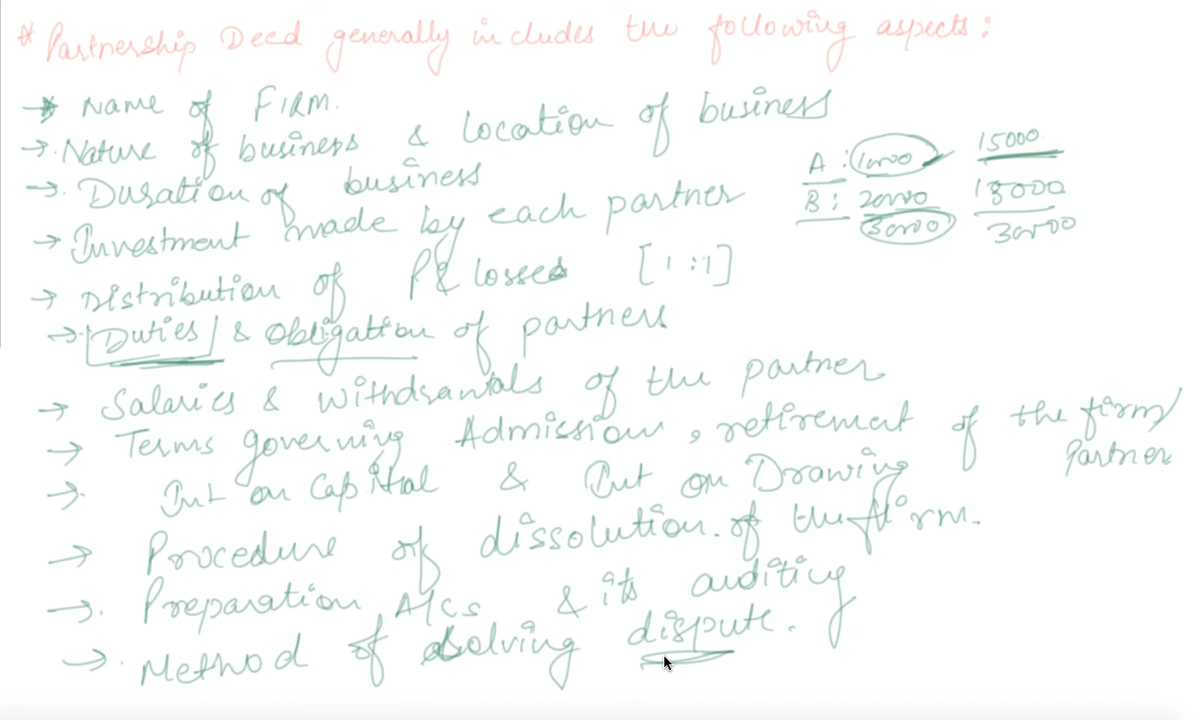 * Partnership Deed generally includes the following aspects:
→ Name of FIRM.
→ Nature of business & location of business
→ Duration of business
→ Investment made by each partner
A : 10000 15000
B : 20000 18000
30000
→ Distribution of P& losses [1:1]
→ Duties & Obligation of partners
→ Salaries & withdrawals of the partner
→ Terms governing Admission, retirement of the firm/
Partner
→ Int on Capital & Int on Drawing
→ Procedure of dissolution. of the firm.
→ Preparation A/Cs & its auditing
→ Method of solving dispute.